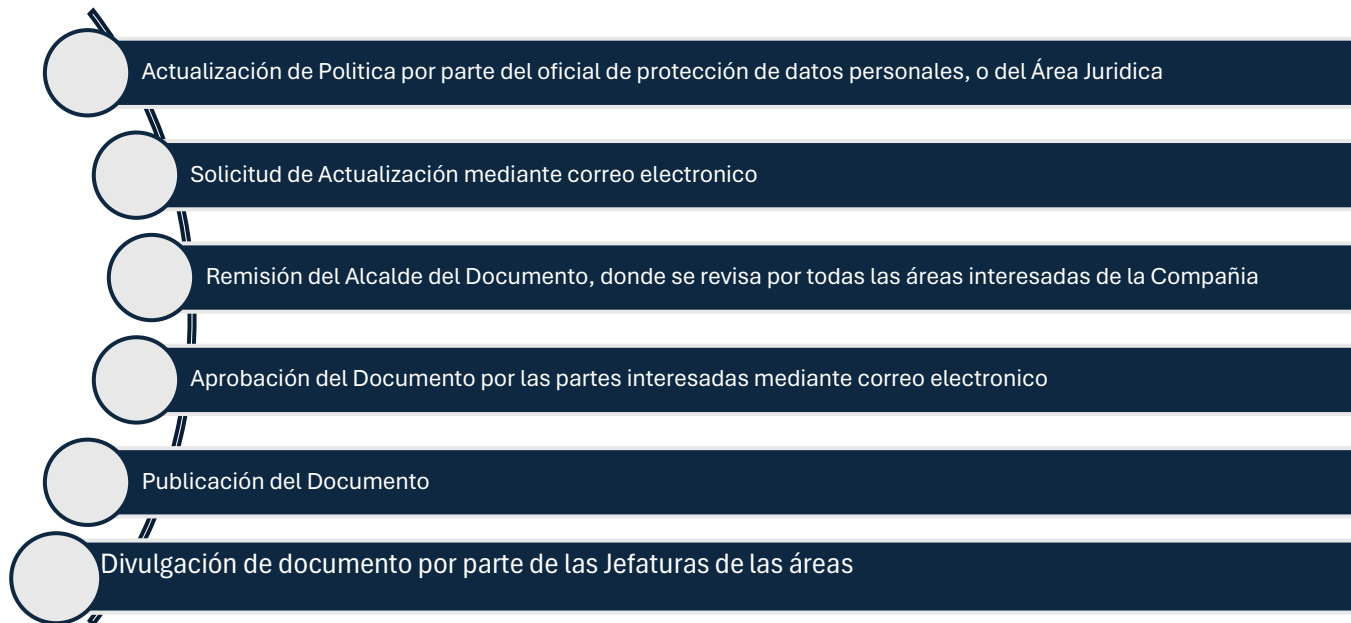 Actualización de Politica por parte del oficial de protección de datos personales, o del Área Juridica
Solicitud de Actualización mediante correo electronico
Remisión del Alcalde del Documento, donde se revisa por todas las áreas interesadas de la Compañia
Aprobación del Documento por las partes interesadas mediante correo electronico
Publicación del Documento
Divulgación de documento por parte de las Jefaturas de las áreas